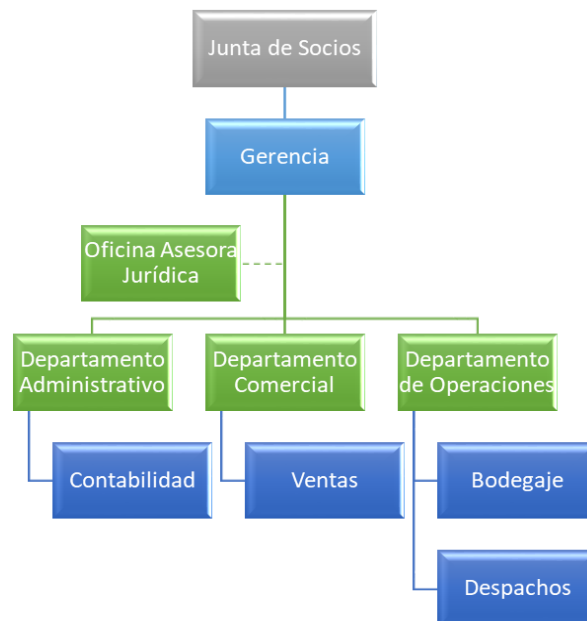 Junta de Socios
Gerencia
Oficina Asesora
Jurídica
Departamento
Administrativo
Departamento
Comercial
Departamento
de Operaciones
Contabilidad
Ventas
Bodegaje
Despachos